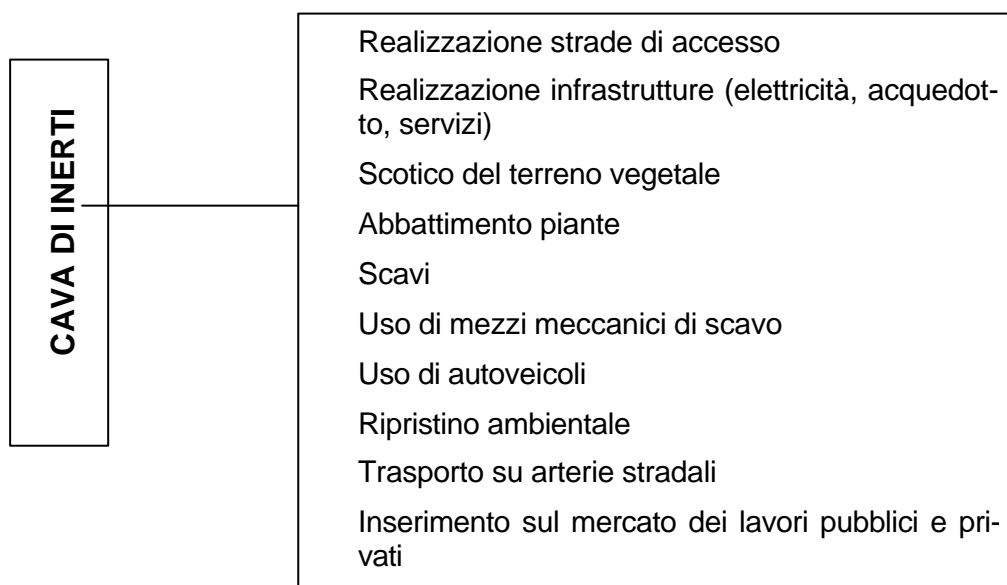 CAVA DI INERTI
Realizzazione strade di accesso
Realizzazione infrastrutture (elettricità, acquedot-
to, servizi)
Scotico del terreno vegetale
Abbattimento piante
Scavi
Uso di mezzi meccanici di scavo
Uso di autoveicoli
Ripristino ambientale
Trasporto su arterie stradali
Inserimento sul mercato dei lavori pubblici e pri-
vati